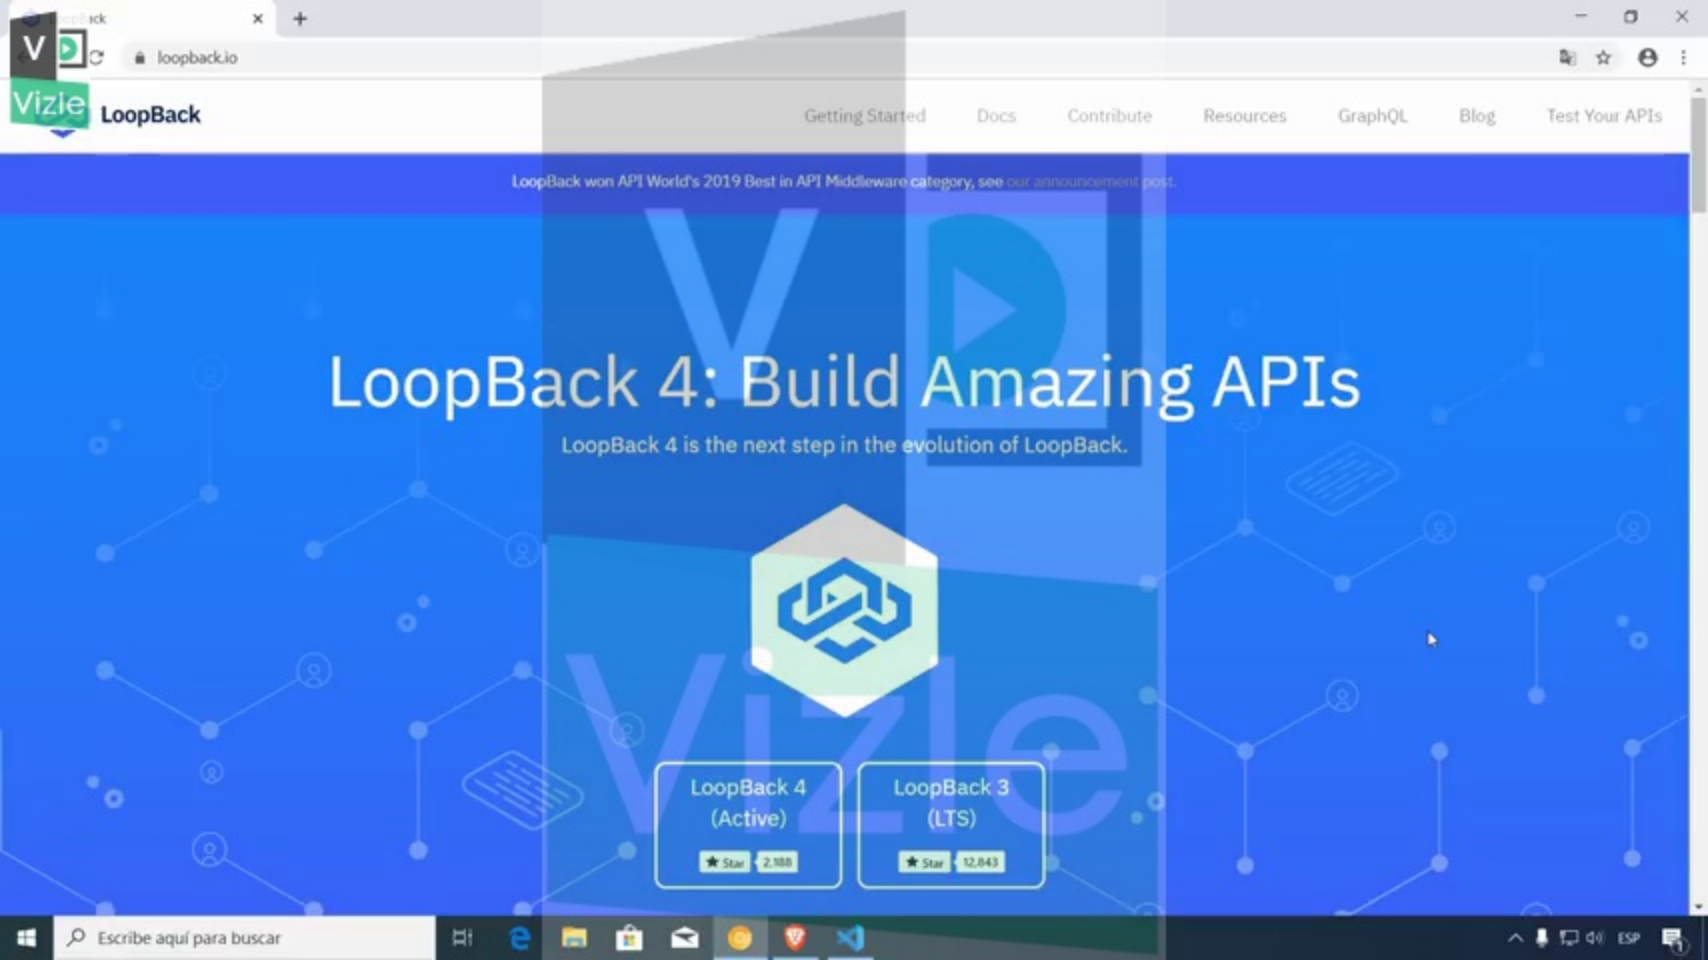 LoopBack
V
loopback.io
Vizle
LoopBack
Getting Started
Docs
Contribute
Resources
GraphQL
Blog
Test Your APIs
LoopBack won API World's 2019 Best in API Middleware category, see our announcement post.
V
LoopBack 4: Build Amazing APIs
LoopBack 4 is the next step in the evolution of LoopBack.
Vizle
LoopBack 4
(Active)
Star 2,188
LoopBack 3
(LTS)
Star 12,843
Escribe aquí para buscar
ESP
1